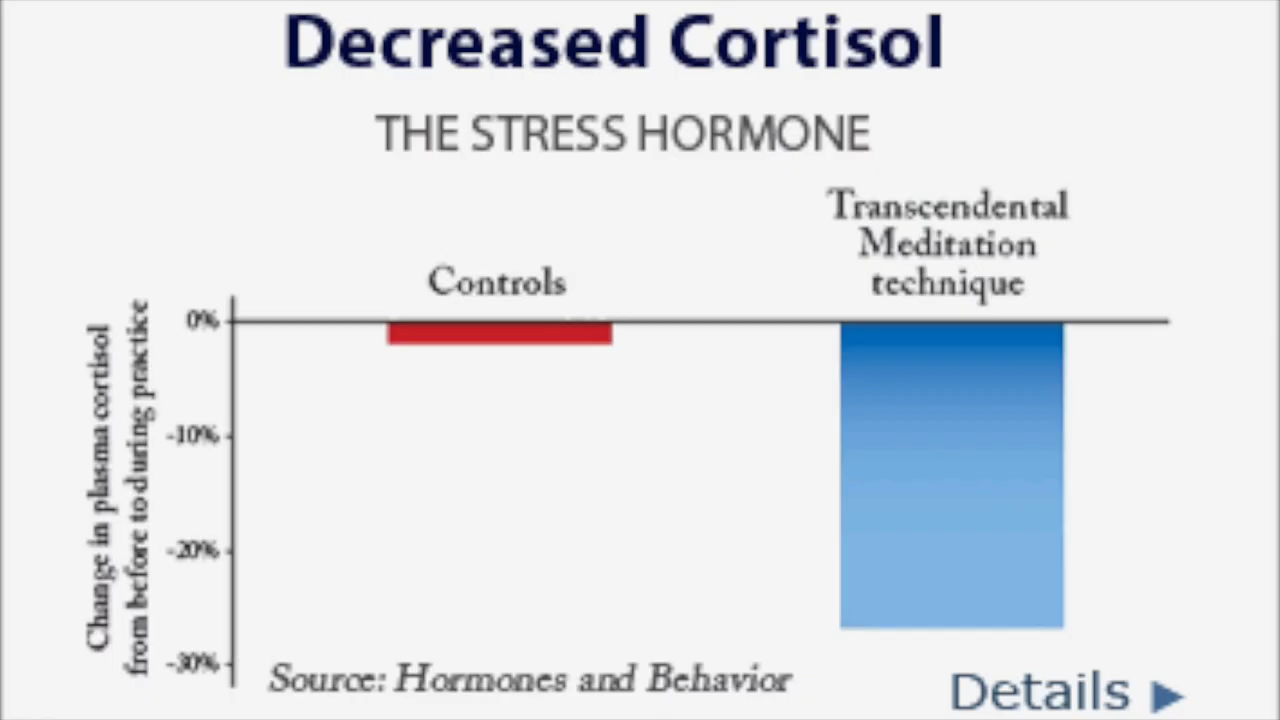 Decreased Cortisol
THE STRESS HORMONE
Controls
Transcendental
Meditation
technique
Change in plasma cortisol
from before to during practice
0%
-10%
-20%
-30%
Source: Hormones and Behavior
Details ▶